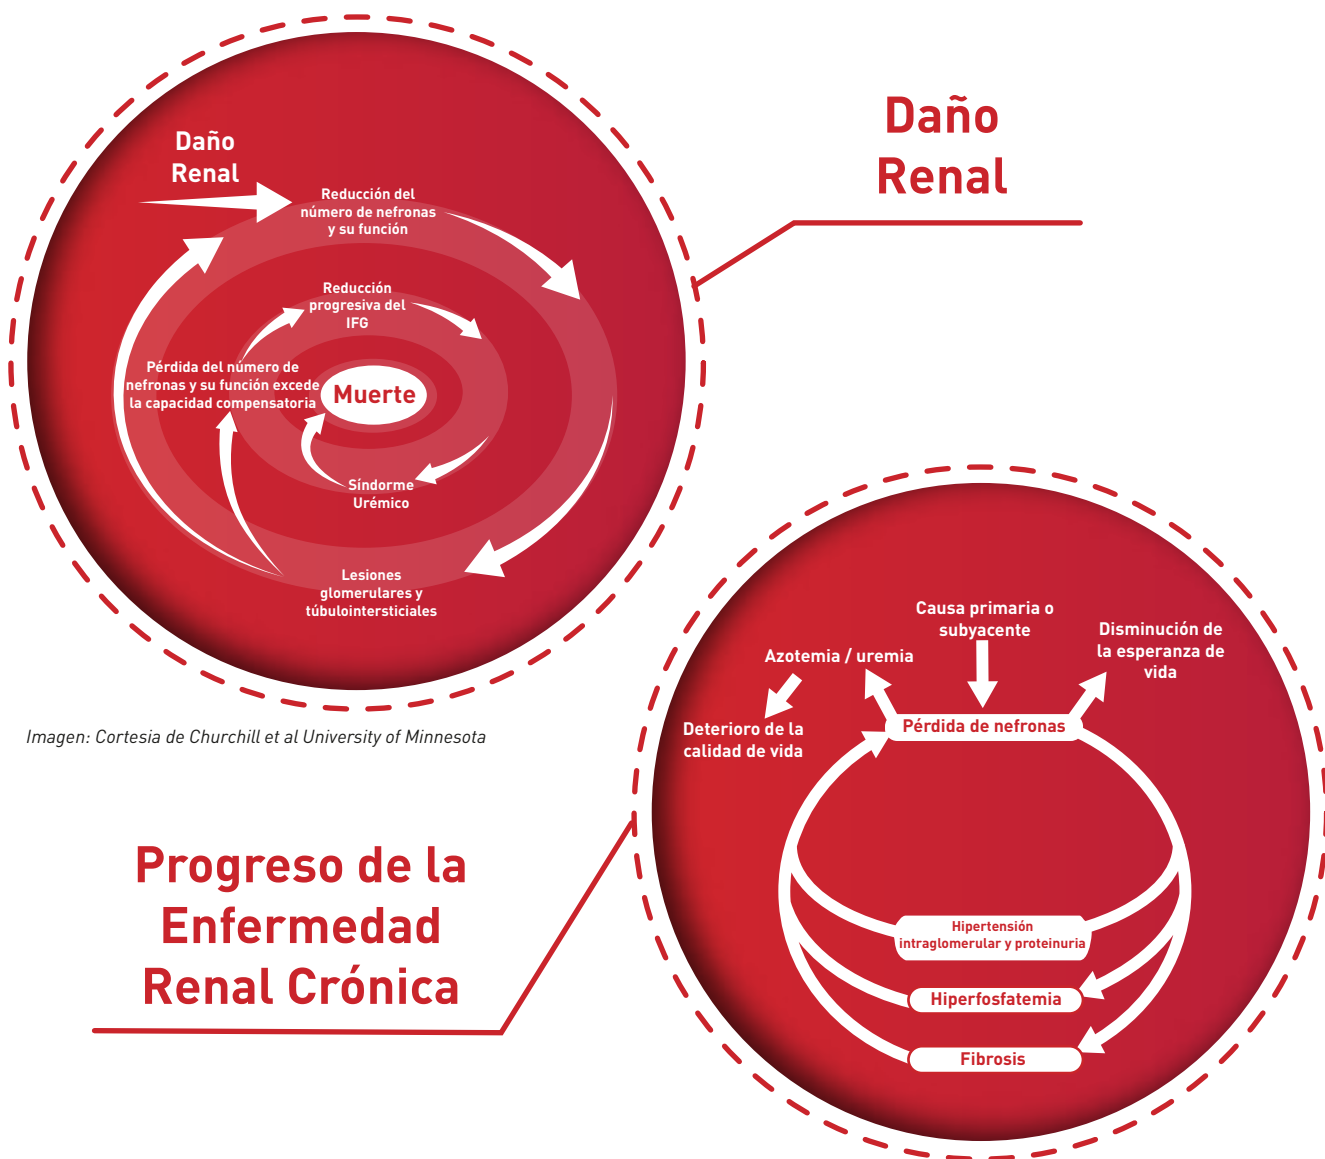 Daño
Renal
Daño
Renal
Reducción del
número de nefronas
y su función
Reducción
progresiva del
IFG
Pérdida del número de
nefronas y su función excede
la capacidad compensatoria
Muerte
Síndorme
Urémico
Lesiones
glomerulares y
túbulointersticiales
Imagen: Cortesia de Churchill et al University of Minnesota
Progreso de la
Enfermedad
Renal Crónica
Causa primaria o
subyacente
Disminución de
la esperanza de
vida
Azotemia / uremia
Deterioro de la
calidad de vida
Pérdida de nefronas
Hipertensión
intraglomerular y proteinuria
Hiperfosfatemia
Fibrosis